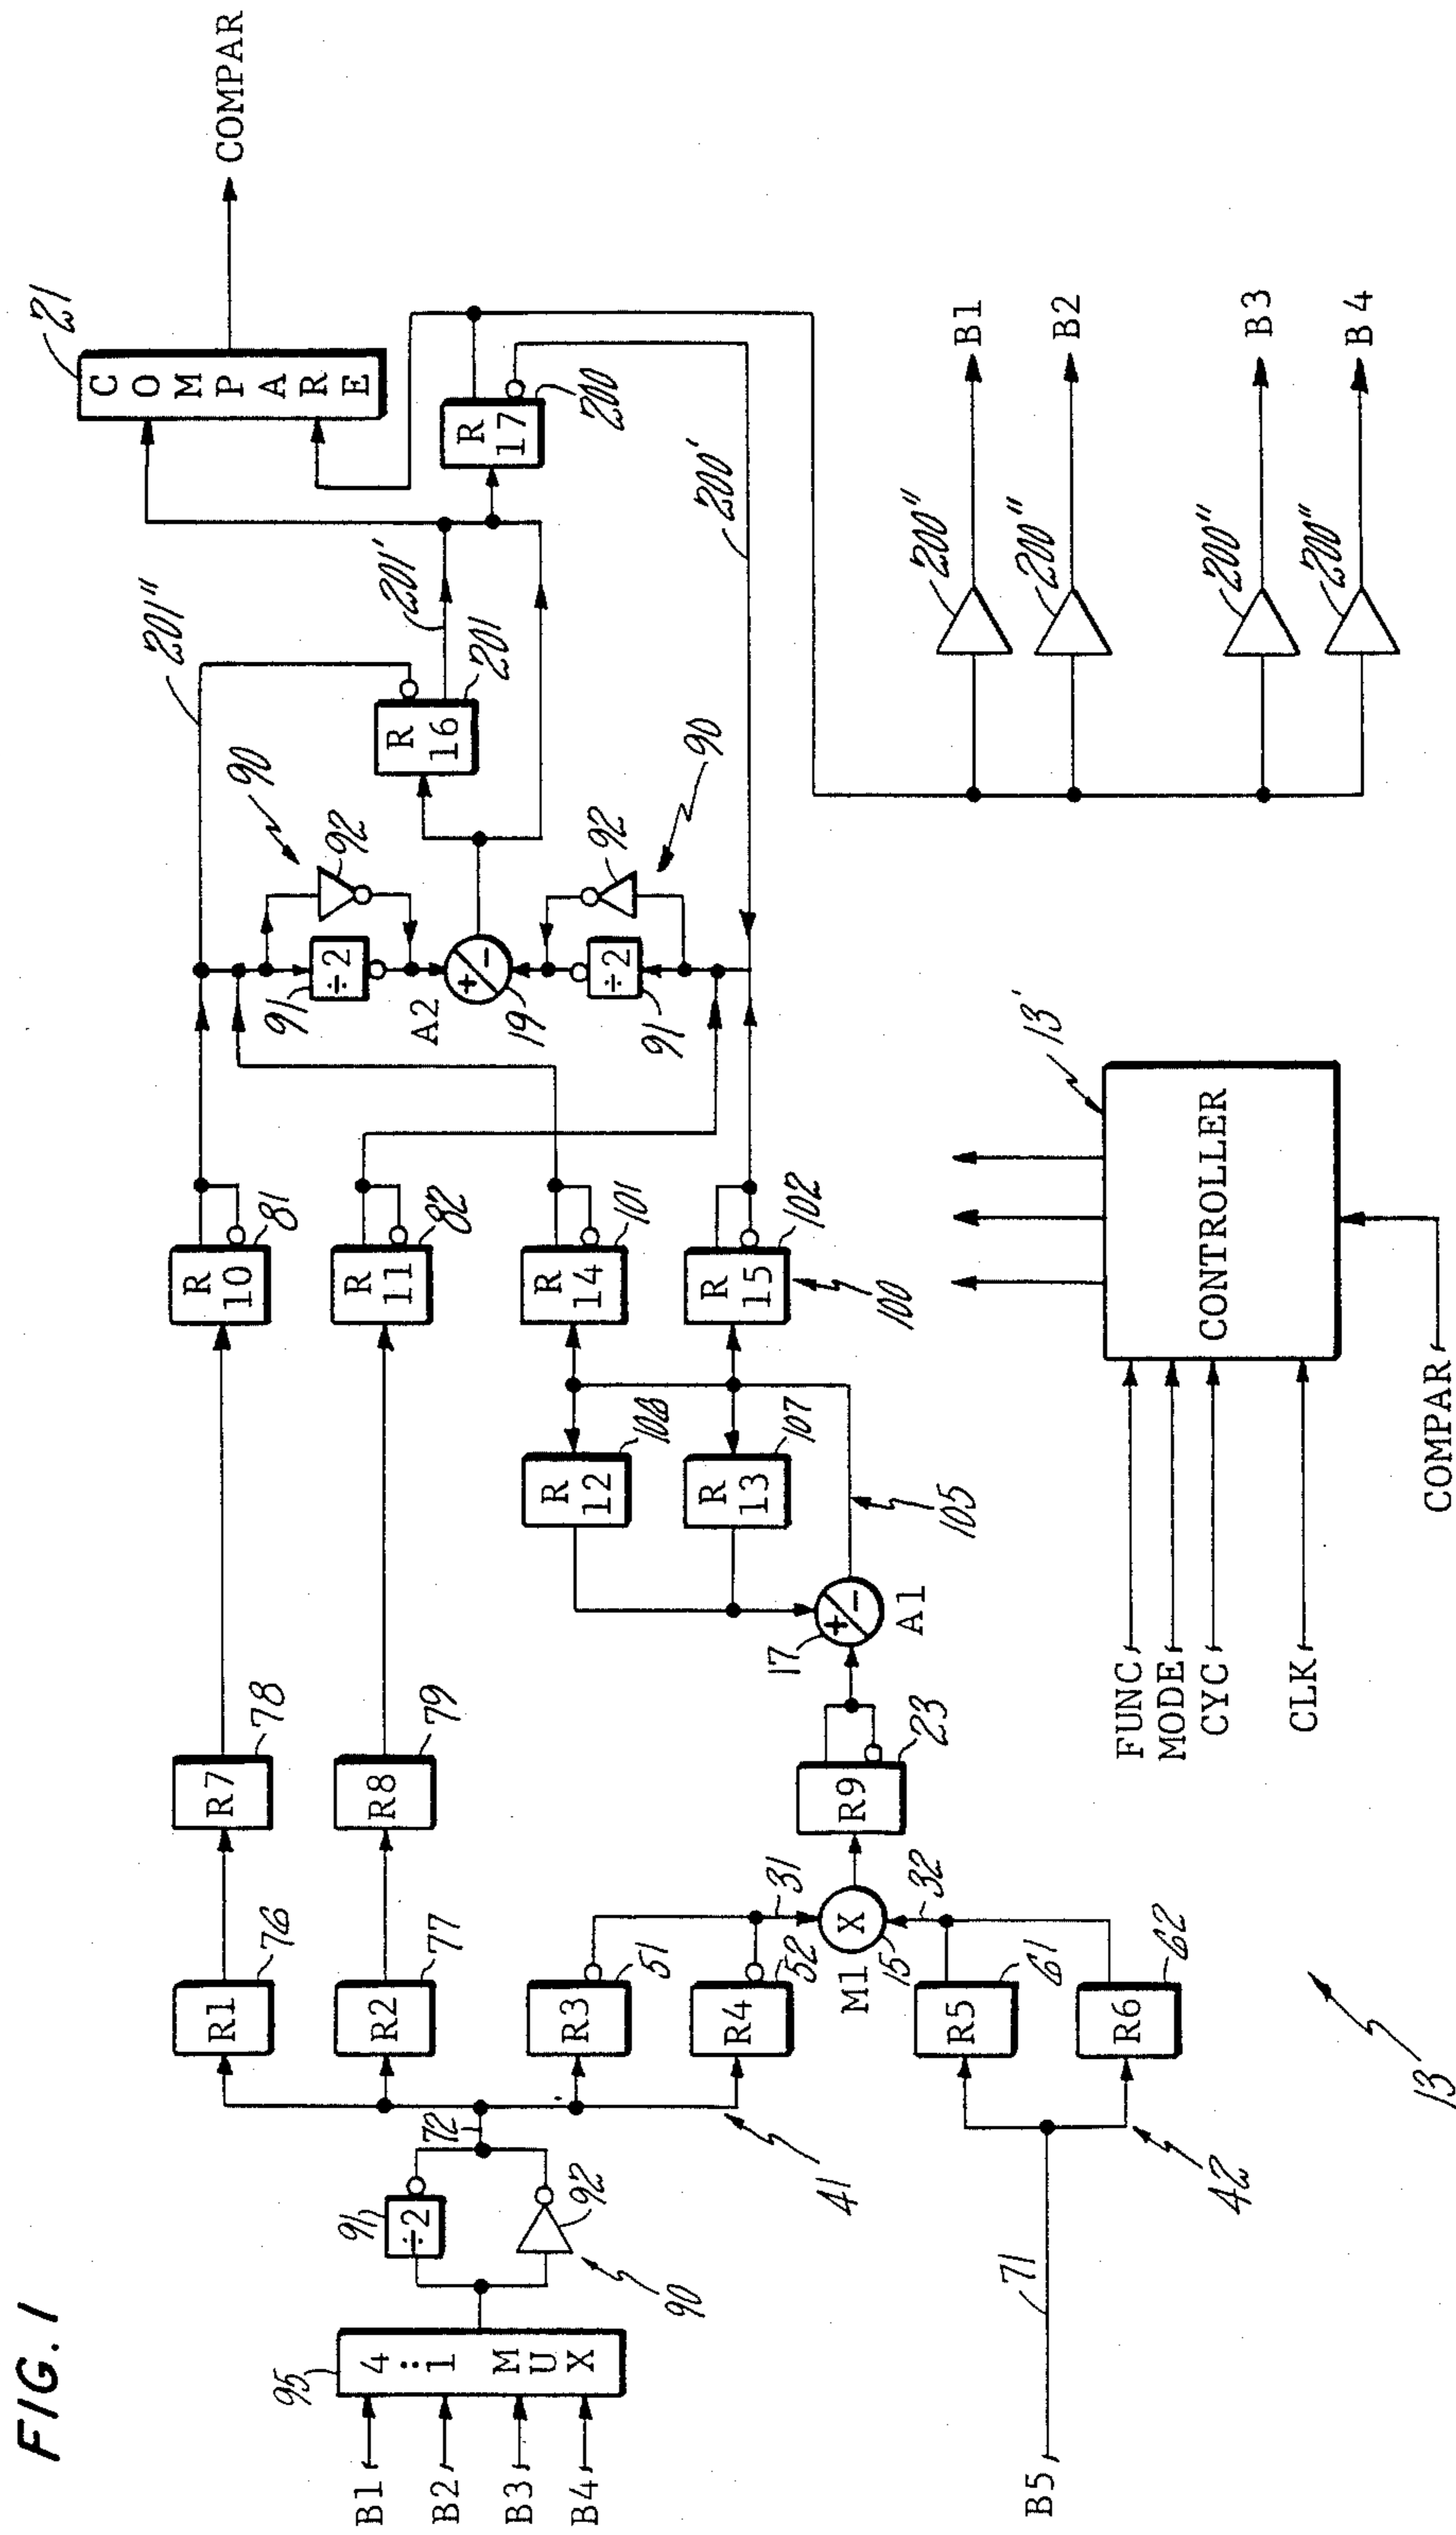 FIG. 1
B1
B2
B3
B4
95
4:1 MUX
91
÷2
92
90
72
41
R1
76
R2
77
R3
51
R4
52
B5
71
42
R5
61
R6
62
31
32
M1
X
15
R7
78
R8
79
R9
23
17
+
-
A1
105
R 12
106
R 13
107
R 10
81
R 11
82
R 14
101
R 15
102
100
91
÷2
92
90
A2
+
-
19
91
÷2
92
90
R 16
201
201'
201"
R 17
200
200'
COMPARE
21
COMPAR
200"
B1
200"
B2
200"
B3
200"
B4
FUNC
MODE
CYC
CLK
CONTROLLER
13'
COMPAR
13